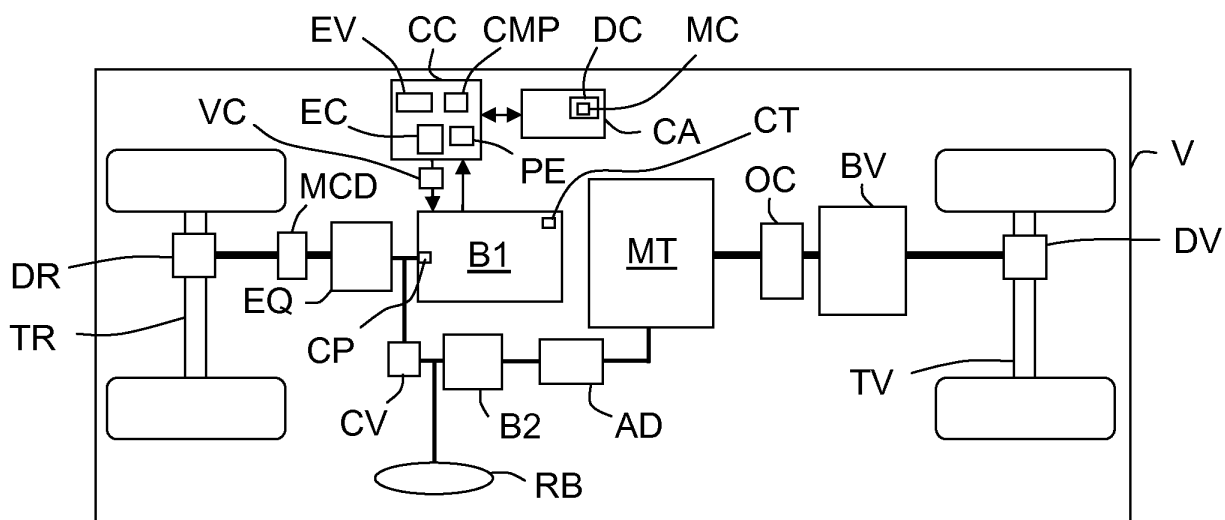 EV CC CMP DC MC
VC EC CA CT
PE V
MCD OC BV
B1 MT
DR DV
EQ
TR CP TV
CV B2 AD
RB